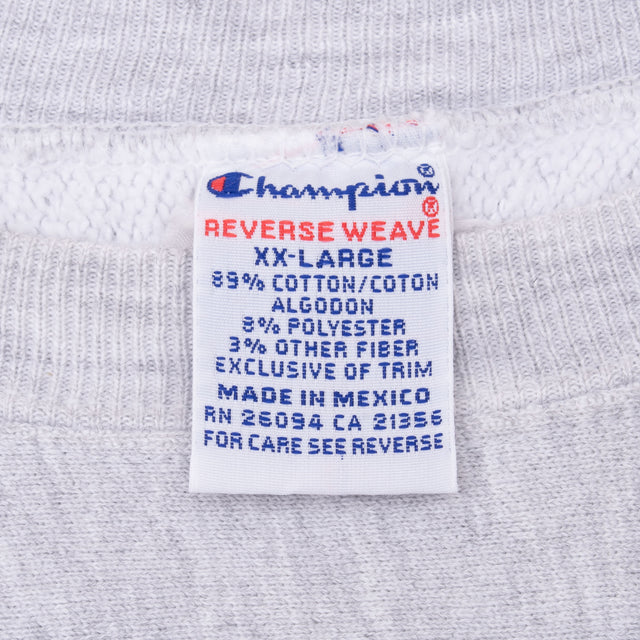 Champion®
REVERSE WEAVE®
XX-LARGE
89% COTTON/COTON
ALGODON
8% POLYESTER
3% OTHER FIBER
EXCLUSIVE OF TRIM
MADE IN MEXICO
RN 26094 CA 21356
FOR CARE SEE REVERSE